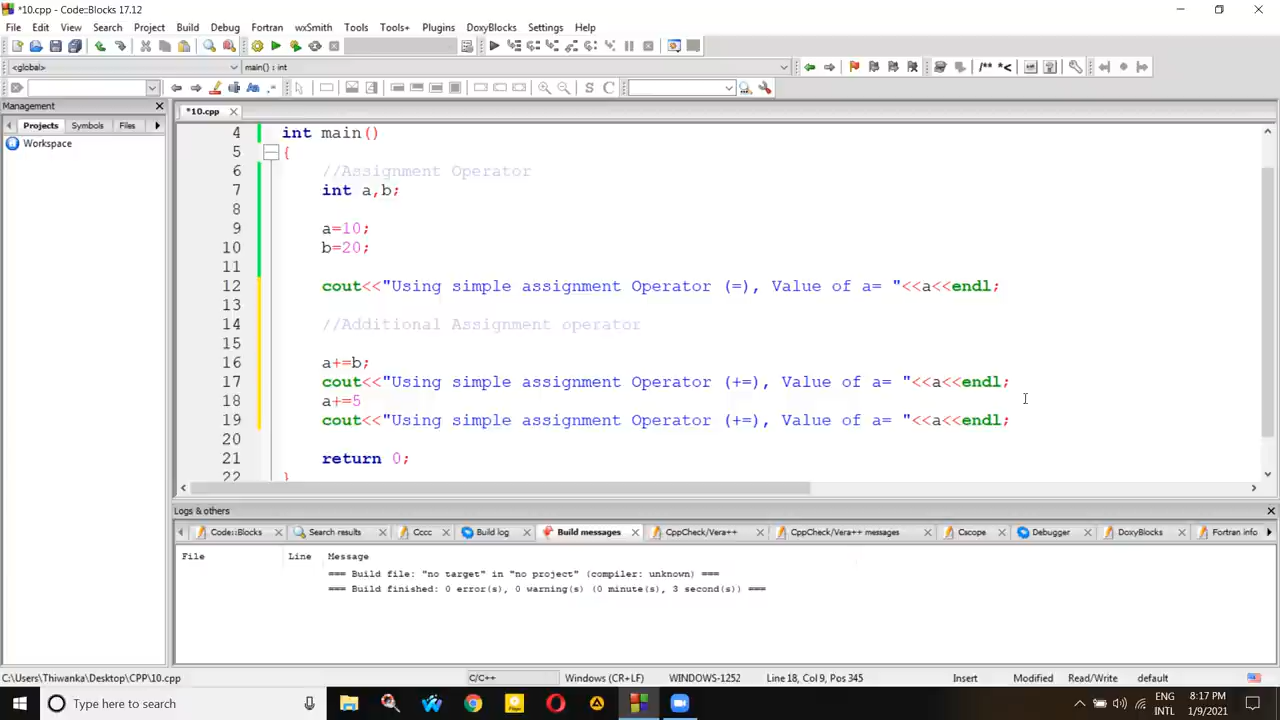 *10.cpp - Code::Blocks 17.12
File Edit View Search Project Build Debug Fortran wxSmith Tools Tools+ Plugins DoxyBlocks Settings Help
<global> main() : int
/** *<
S C
Management
*10.cpp
Projects Symbols Files
Workspace
4 int main()
5 {
6 //Assignment Operator
7 int a,b;
8
9 a=10;
10 b=20;
11
12 cout<<"Using simple assignment Operator (=), Value of a= "<<a<<endl;
13
14 //Additional Assignment operator
15
16 a+=b;
17 cout<<"Using simple assignment Operator (+=), Value of a= "<<a<<endl;
18 a+=5
19 cout<<"Using simple assignment Operator (+=), Value of a= "<<a<<endl;
20
21 return 0;
22 }
Logs & others
Code::Blocks Search results Cccc Build log Build messages CppCheck/Vera++ CppCheck/Vera++ messages Cscope Debugger DoxyBlocks Fortran info
File Line Message
=== Build file: "no target" in "no project" (compiler: unknown) ===
=== Build finished: 0 error(s), 0 warning(s) (0 minute(s), 3 second(s)) ===
C:\Users\Thiwanka\Desktop\CPP\10.cpp C/C++ Windows (CR+LF) WINDOWS-1252 Line 18, Col 9, Pos 345 Insert Modified Read/Write default
Type here to search
ENG 8:17 PM
INTL 1/9/2021